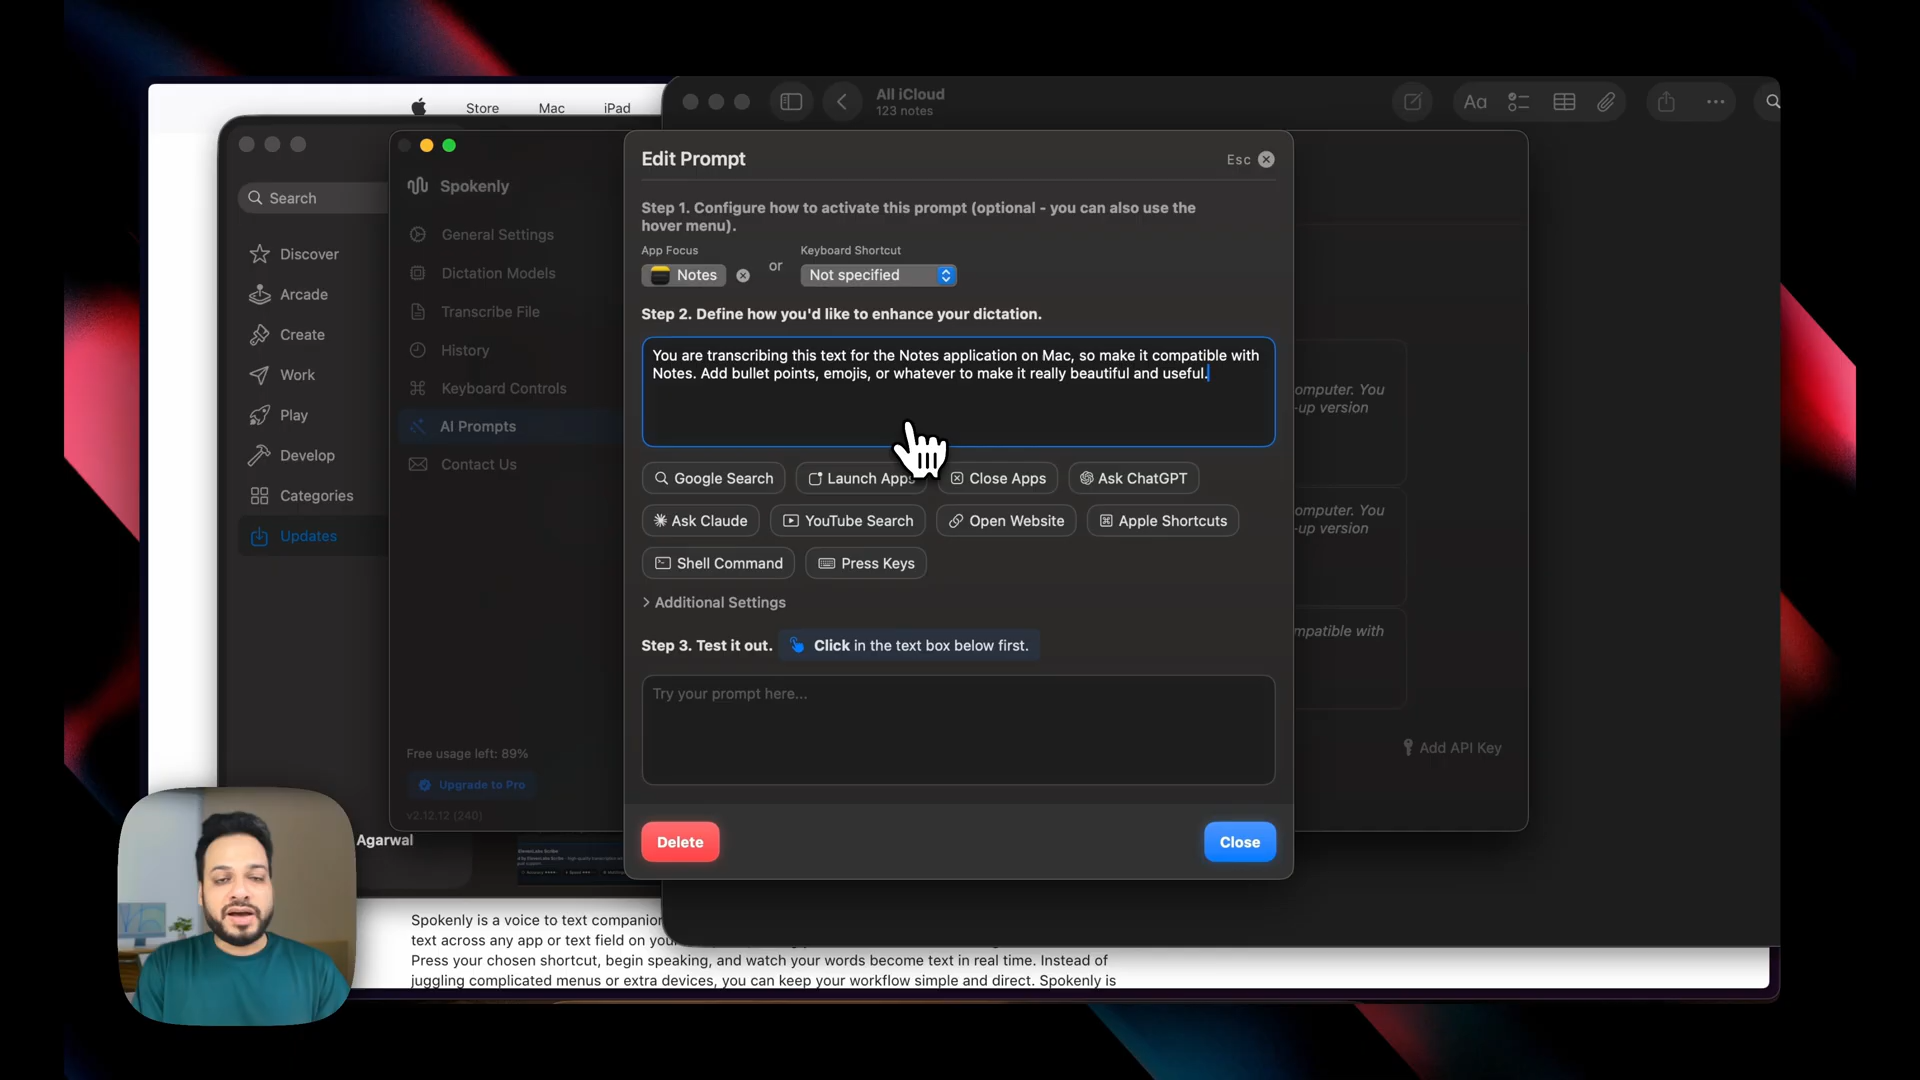 Store Mac iPad
All iCloud
123 notes
Aa
Search
Discover
Arcade
Create
Work
Play
Develop
Categories
Updates
Spokenly
General Settings
Dictation Models
Transcribe File
History
Keyboard Controls
AI Prompts
Contact Us
Free usage left: 89%
Upgrade to Pro
v2.12.12 (240)
Edit Prompt
Esc
Step 1. Configure how to activate this prompt (optional - you can also use the
hover menu).
App Focus
Keyboard Shortcut
Notes
or
Not specified
Step 2. Define how you'd like to enhance your dictation.
You are transcribing this text for the Notes application on Mac, so make it compatible with
Notes. Add bullet points, emojis, or whatever to make it really beautiful and useful.
Google Search
Launch Apps
Close Apps
Ask ChatGPT
Ask Claude
YouTube Search
Open Website
Apple Shortcuts
Shell Command
Press Keys
Additional Settings
Step 3. Test it out.
Click in the text box below first.
Try your prompt here...
Delete
Close
omputer. You
-up version
omputer. You
-up version
mpatible with
Add API Key
Agarwal
Spokenly is a voice to text companion
text across any app or text field on you
Press your chosen shortcut, begin speaking, and watch your words become text in real time. Instead of
juggling complicated menus or extra devices, you can keep your workflow simple and direct. Spokenly is